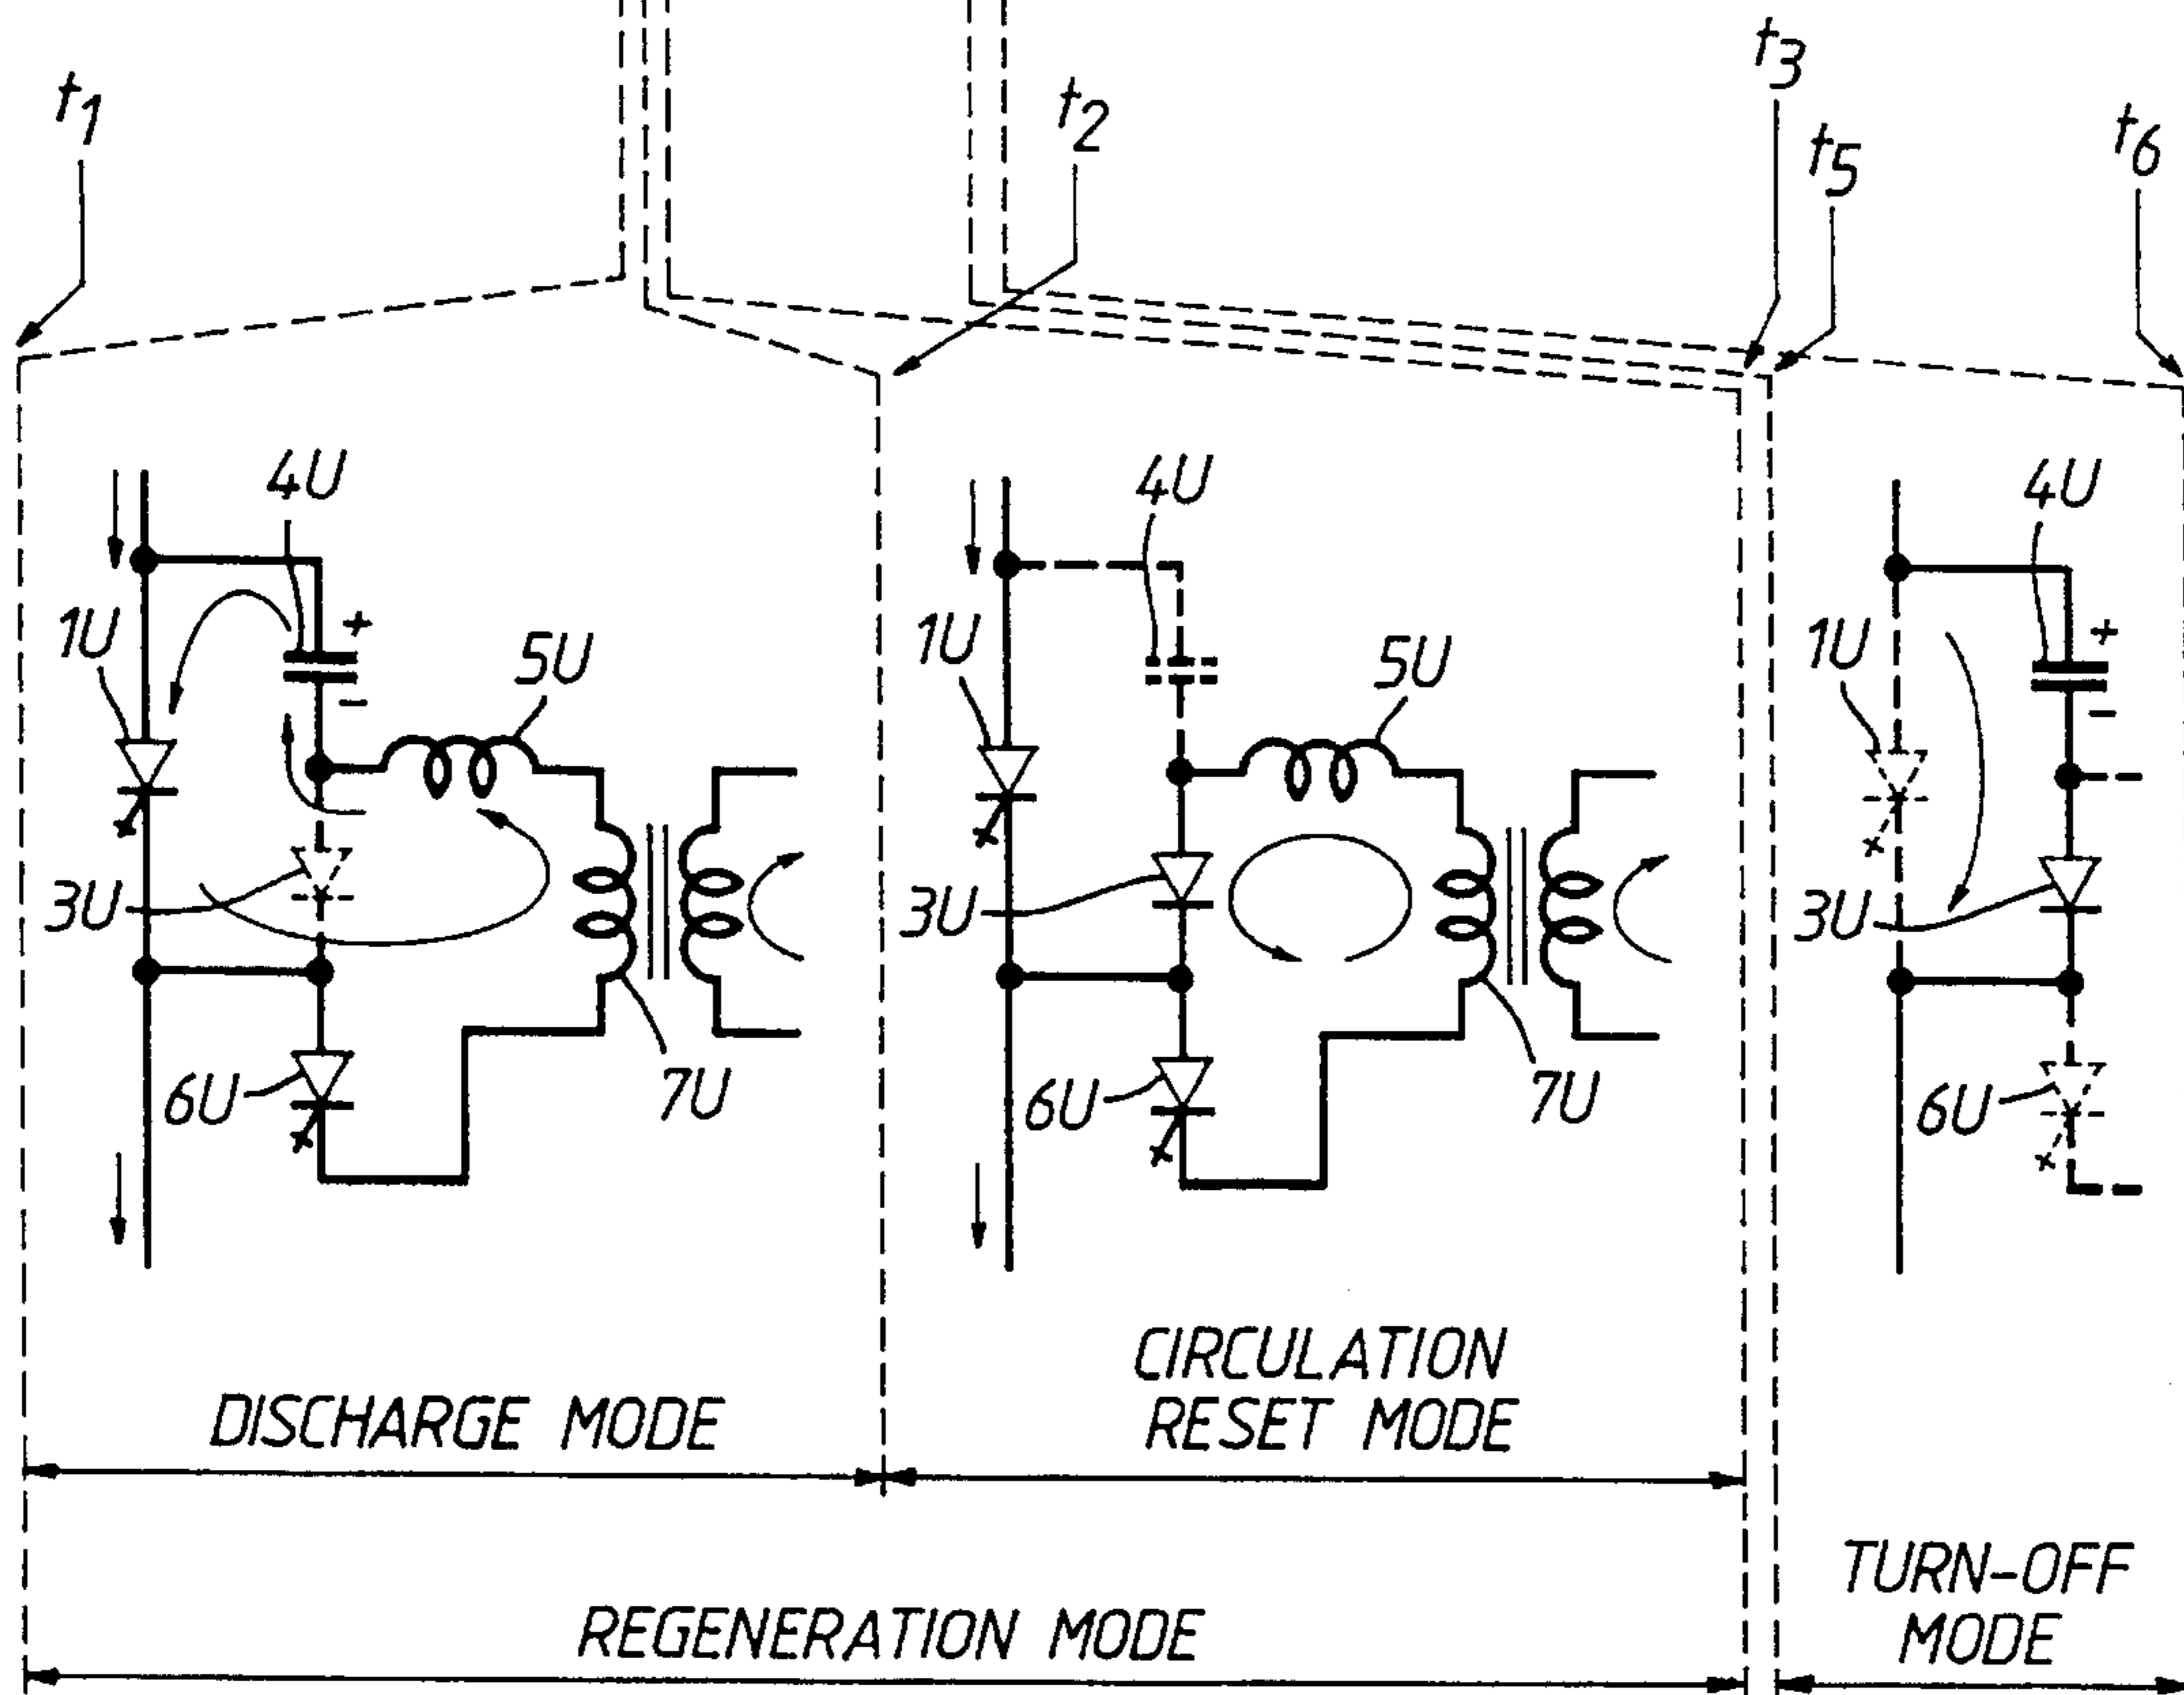 t1
t2
t3
t5
t6
4U
+
−
1U
5U
3U
6U
7U
4U
1U
5U
3U
6U
7U
4U
+
−
1U
3U
6U
DISCHARGE MODE
CIRCULATION
RESET MODE
REGENERATION MODE
TURN-OFF
MODE